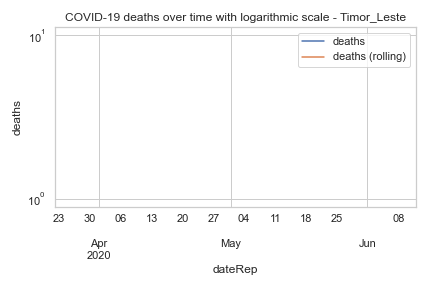 COVID-19 deaths over time with logarithmic scale - Timor_Leste
deaths
deaths (rolling)
10¹
10⁰
deaths
23 30 06 13 20 27 04 11 18 25 08
Apr May Jun
2020
dateRep